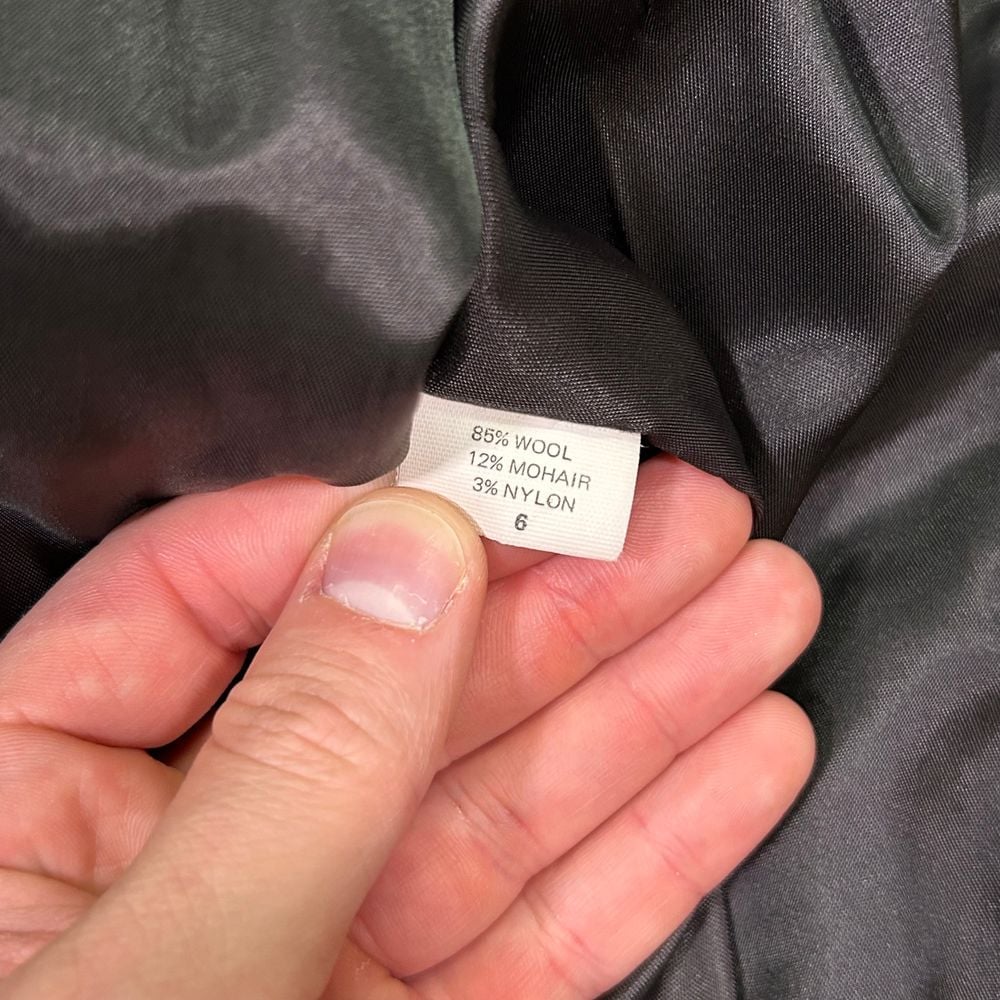 85% WOOL
12% MOHAIR
3% NYLON
6